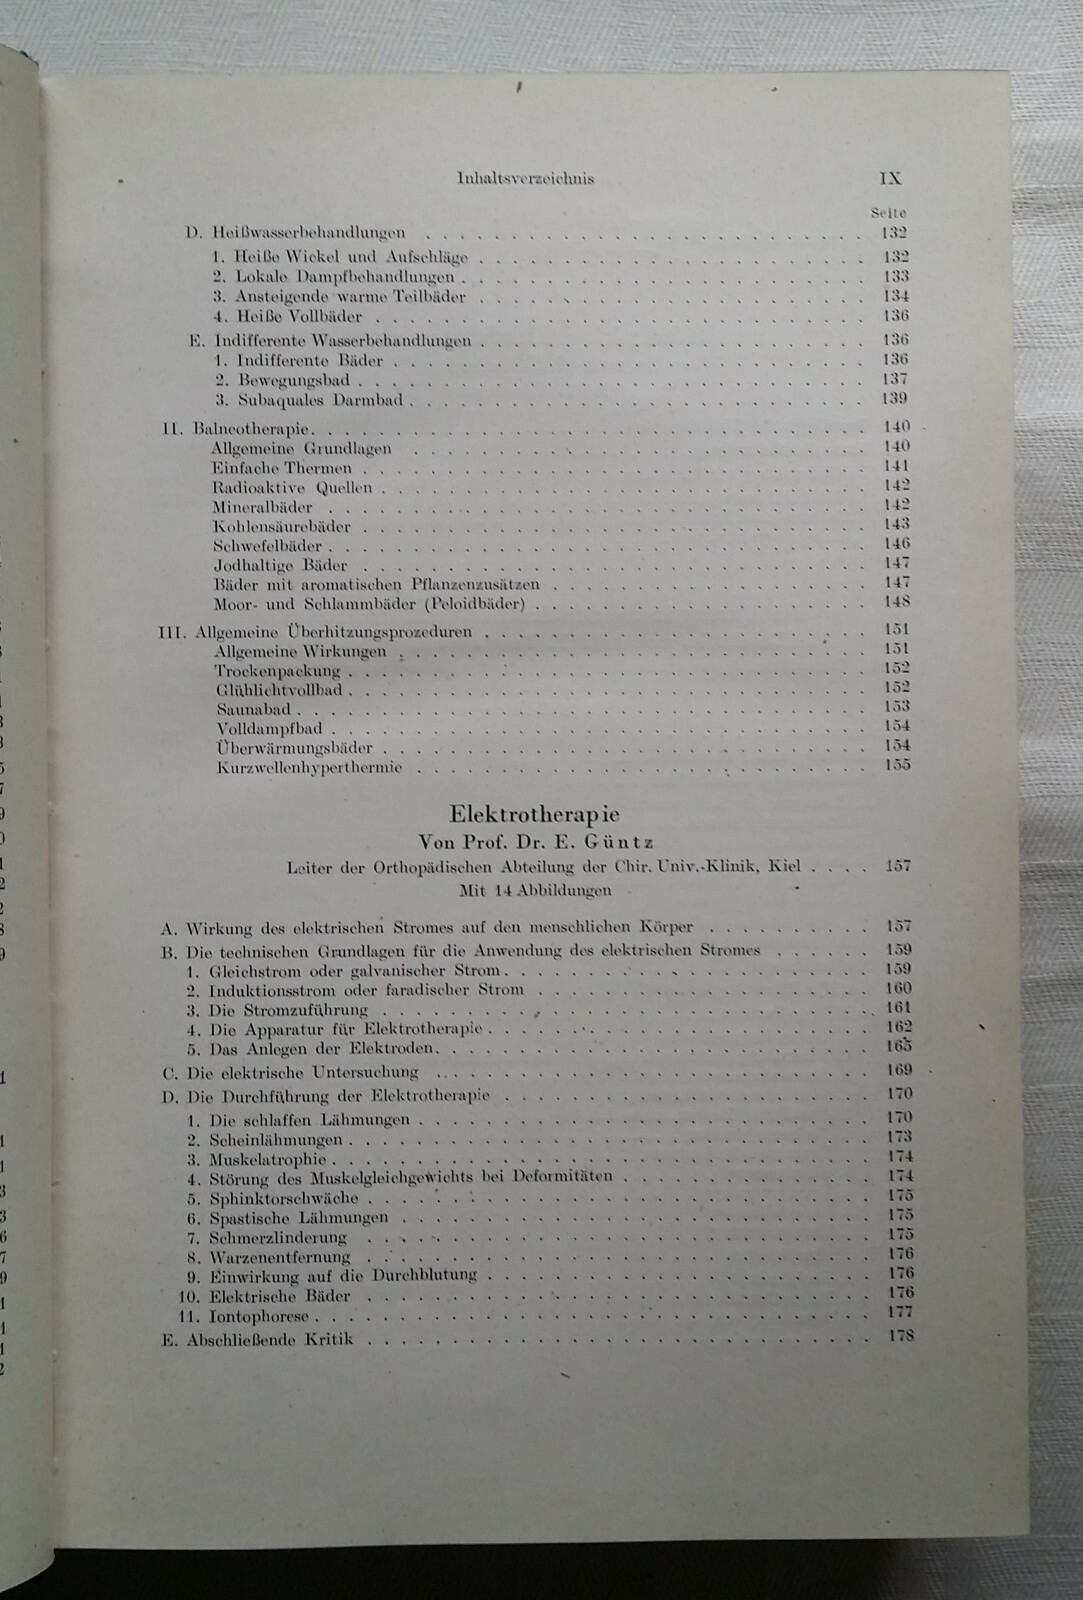 Inhaltsverzeichnis IX
Seite
D. Heißwasserbehandlungen . . . . . . . . . . 132
1. Heiße Wickel und Aufschläge . . . . . . . . . . 132
2. Lokale Dampfbehandlungen . . . . . . . . . . 133
3. Ansteigende warme Teilbäder . . . . . . . . . . 134
4. Heiße Vollbäder . . . . . . . . . . 136
E. Indifferente Wasserbehandlungen . . . . . . . . . . 136
1. Indifferente Bäder . . . . . . . . . . 136
2. Bewegungsbad . . . . . . . . . . 137
3. Subaquales Darmbad . . . . . . . . . . 139
II. Balneotherapie . . . . . . . . . . 140
Allgemeine Grundlagen . . . . . . . . . . 140
Einfache Thermen . . . . . . . . . . 141
Radioaktive Quellen . . . . . . . . . . 142
Mineralbäder . . . . . . . . . . 142
Kohlensäurebäder . . . . . . . . . . 143
Schwefelbäder . . . . . . . . . . 146
Jodhaltige Bäder . . . . . . . . . . 147
Bäder mit aromatischen Pflanzenzusätzen . . . . . . . . . . 147
Moor- und Schlammbäder (Peloidbäder) . . . . . . . . . . 148
III. Allgemeine Überhitzungsprozeduren . . . . . . . . . . 151
Allgemeine Wirkungen . . . . . . . . . . 151
Trockenpackung . . . . . . . . . . 152
Glühlichtvollbad . . . . . . . . . . 152
Saunabad . . . . . . . . . . 153
Volldampfbad . . . . . . . . . . 154
Überwärmungsbäder . . . . . . . . . . 154
Kurzwellenhyperthermie . . . . . . . . . . 155
Elektrotherapie
Von Prof. Dr. E. Güntz
Leiter der Orthopädischen Abteilung der Chir. Univ.-Klinik, Kiel . . . . 157
Mit 14 Abbildungen
A. Wirkung des elektrischen Stromes auf den menschlichen Körper . . . . . . . . . . 157
B. Die technischen Grundlagen für die Anwendung des elektrischen Stromes . . . . . . 159
1. Gleichstrom oder galvanischer Strom . . . . . . . . . . 159
2. Induktionsstrom oder faradischer Strom . . . . . . . . . . 160
3. Die Stromzuführung . . . . . . . . . . 161
4. Die Apparatur für Elektrotherapie . . . . . . . . . . 162
5. Das Anlegen der Elektroden . . . . . . . . . . 165
C. Die elektrische Untersuchung . . . . . . . . . . 169
D. Die Durchführung der Elektrotherapie . . . . . . . . . . 170
1. Die schlaffen Lähmungen . . . . . . . . . . 170
2. Scheinlähmungen . . . . . . . . . . 173
3. Muskelatrophie . . . . . . . . . . 174
4. Störung des Muskelgleichgewichts bei Deformitäten . . . . . . . . . . 174
5. Sphinktorschwäche . . . . . . . . . . 175
6. Spastische Lähmungen . . . . . . . . . . 175
7. Schmerzlinderung . . . . . . . . . . 175
8. Warzenentfernung . . . . . . . . . . 176
9. Einwirkung auf die Durchblutung . . . . . . . . . . 176
10. Elektrische Bäder . . . . . . . . . . 176
11. Iontophorese . . . . . . . . . . 177
E. Abschließende Kritik . . . . . . . . . . 178